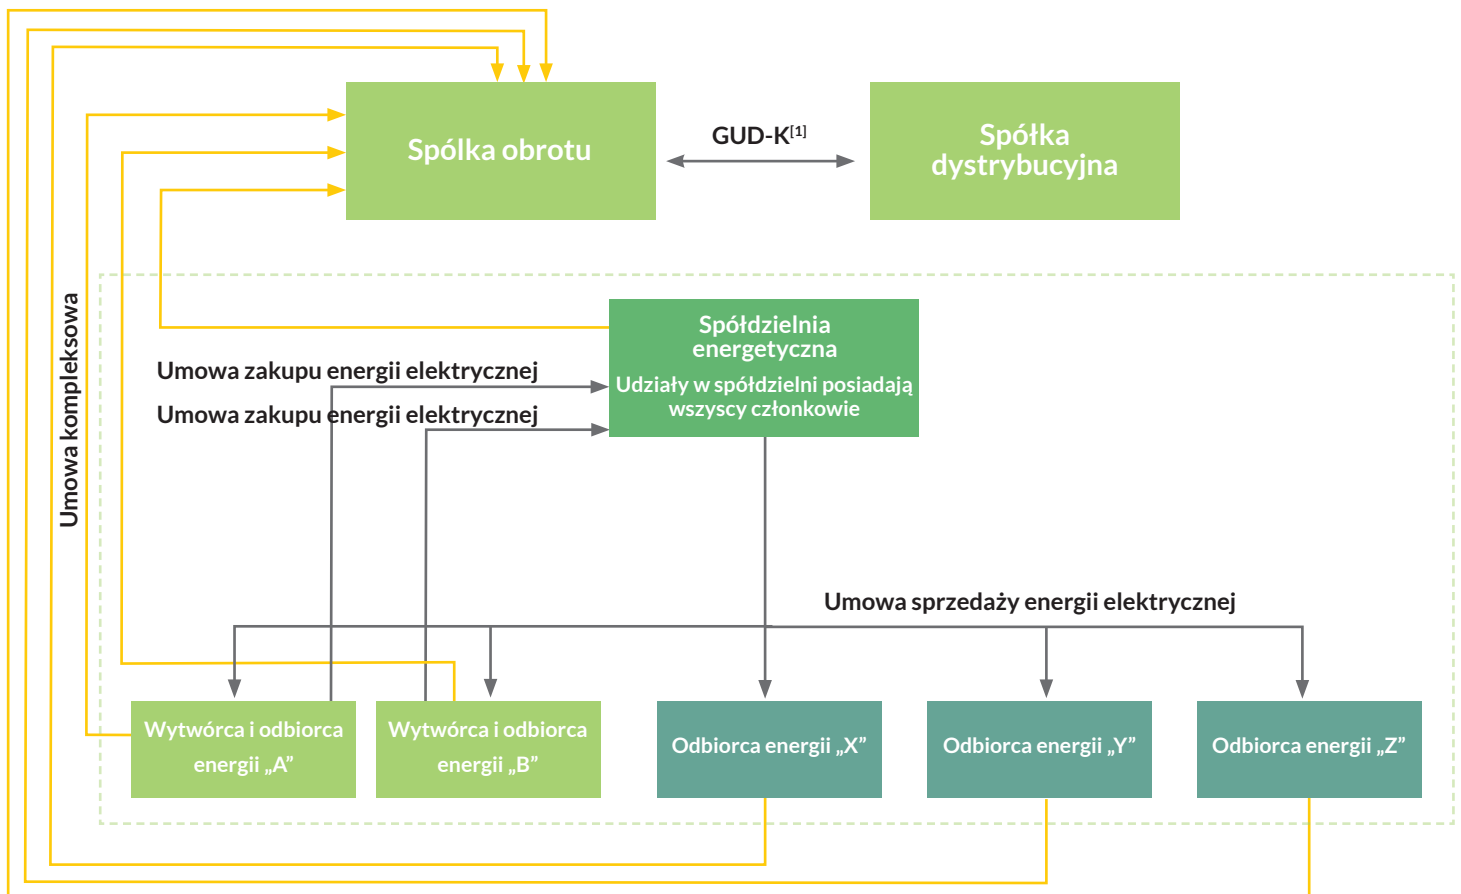 GUD-K[1]
Spólka obrotu
Spółka
dystrybucyjna
Umowa kompleksowa
Spółdzielnia
energetyczna
Udziały w spółdzielni posiadają
wszyscy członkowie
Umowa zakupu energii elektrycznej
Umowa zakupu energii elektrycznej
Umowa sprzedaży energii elektrycznej
Wytwórca i odbiorca
energii „A”
Wytwórca i odbiorca
energii „B”
Odbiorca energii „X”
Odbiorca energii „Y”
Odbiorca energii „Z”